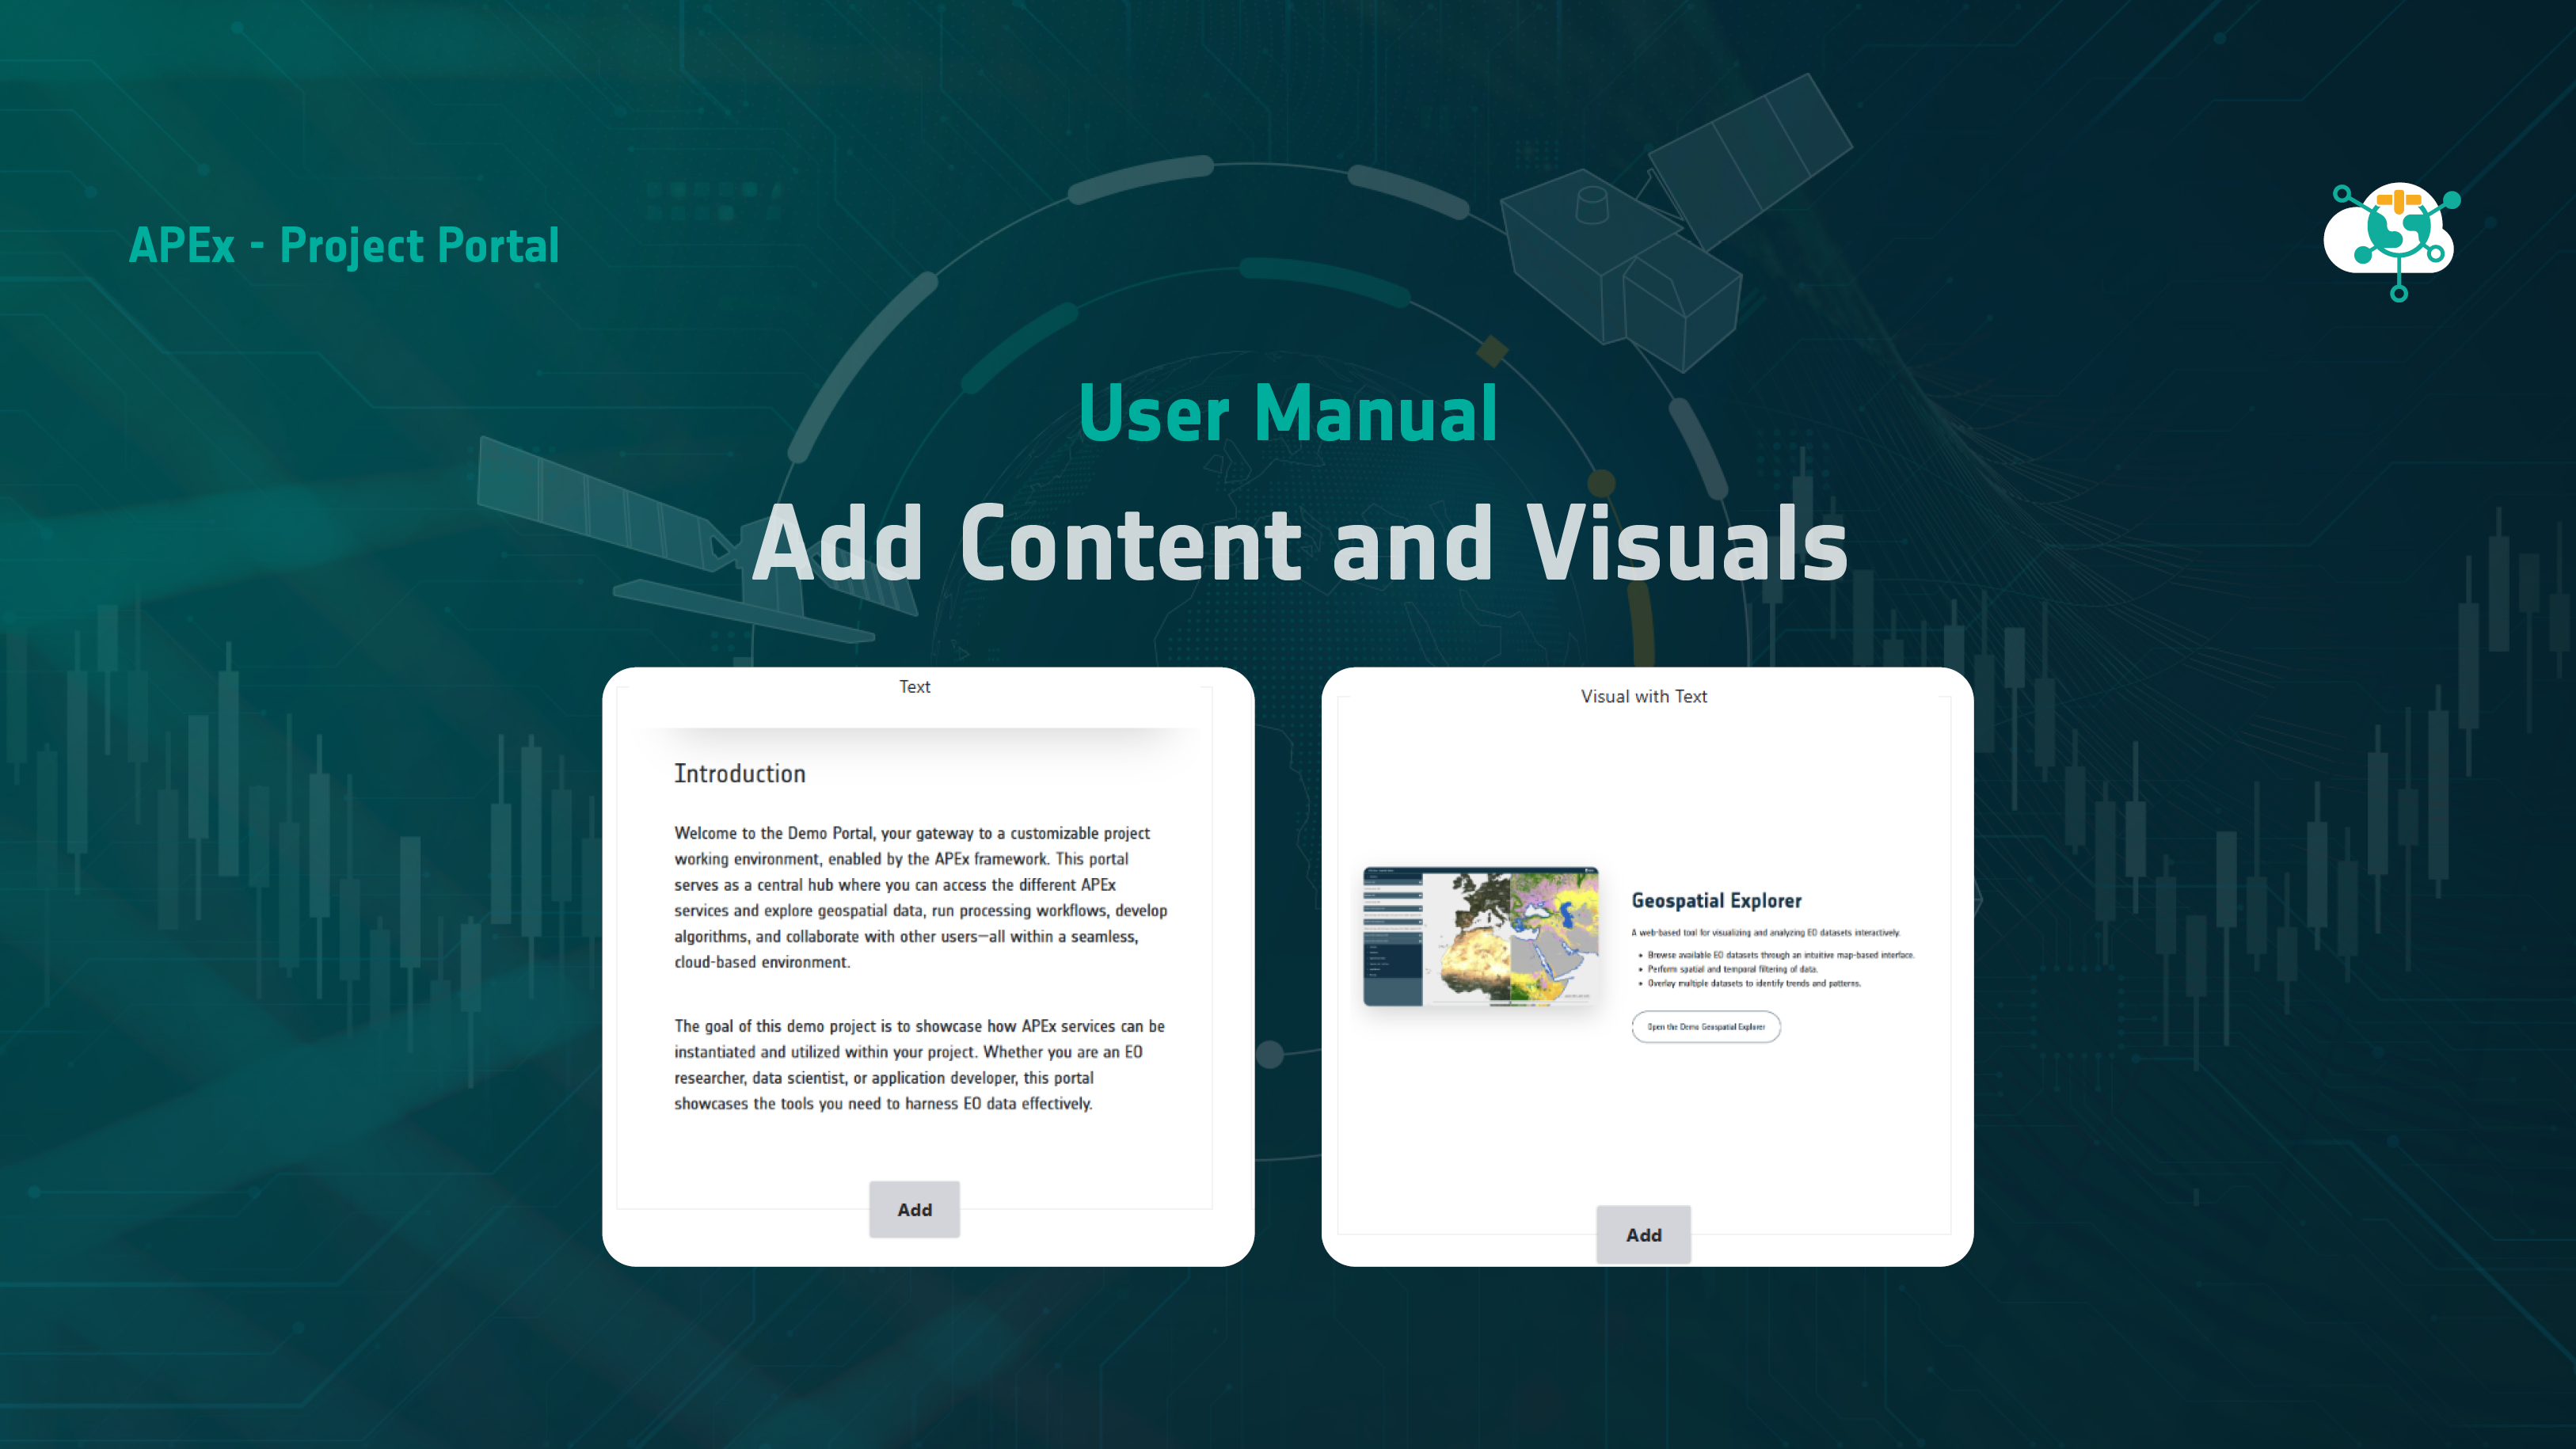 APEx - Project Portal
User Manual
Add Content and Visuals
Text
Introduction
Welcome to the Demo Portal, your gateway to a customizable project
working environment, enabled by the APEx framework. This portal
serves as a central hub where you can access the different APEx
services and explore geospatial data, run processing workflows, develop
algorithms, and collaborate with other users—all within a seamless,
cloud-based environment.
The goal of this demo project is to showcase how APEx services can be
instantiated and utilized within your project. Whether you are an EO
researcher, data scientist, or application developer, this portal
showcases the tools you need to harness EO data effectively.
Add
Visual with Text
Geospatial Explorer
A web-based tool for visualizing and analyzing EO datasets interactively.
• Browse available EO datasets through an intuitive map-based interface.
• Perform spatial and temporal filtering of data.
• Overlay multiple datasets to identify trends and patterns.
Open the Demo Geospatial Explorer
Add